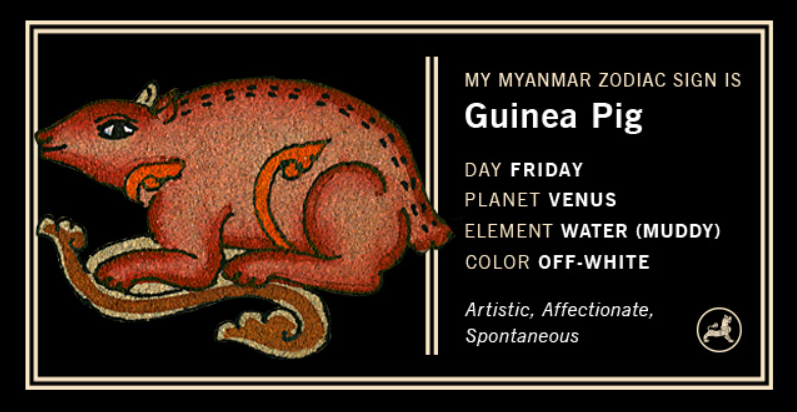 MY MYANMAR ZODIAC SIGN IS
Guinea Pig
DAY FRIDAY
PLANET VENUS
ELEMENT WATER (MUDDY)
COLOR OFF-WHITE
Artistic, Affectionate,
Spontaneous